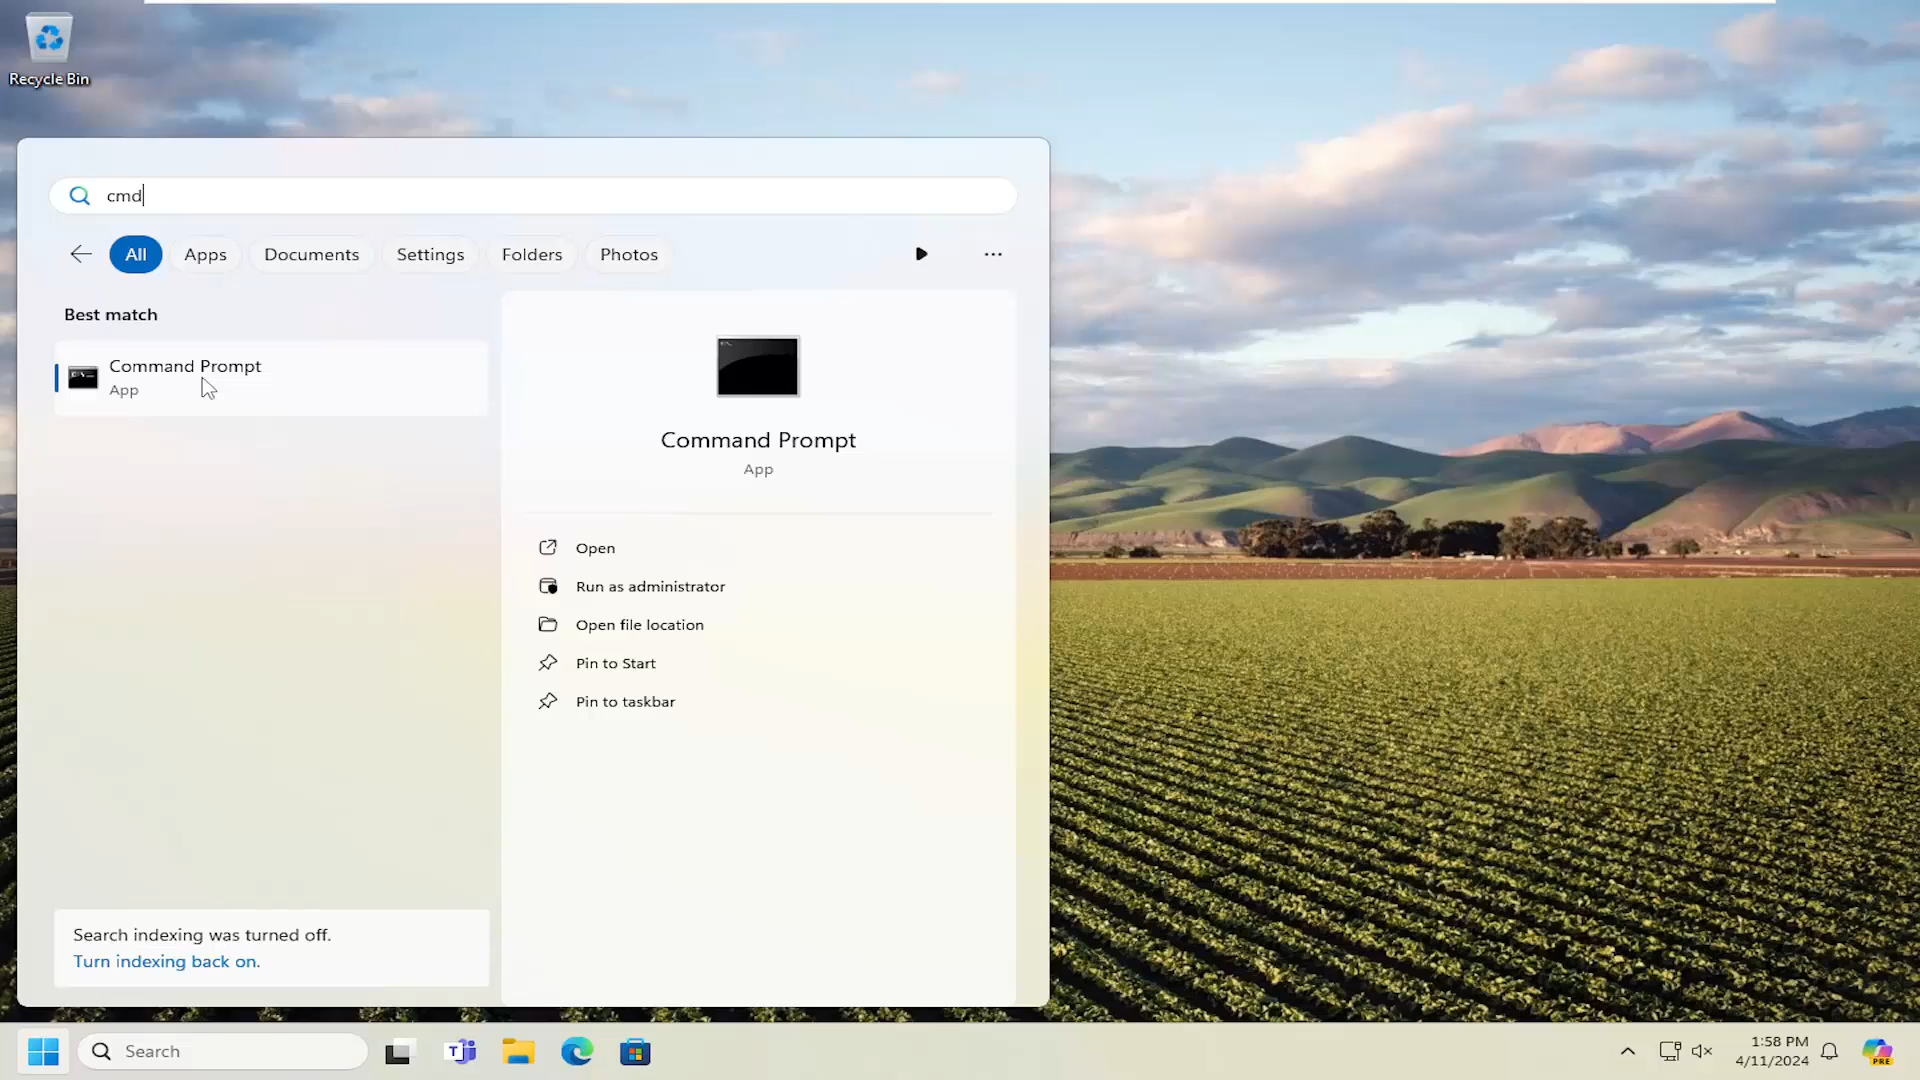 Recycle Bin
cmd
All
Apps
Documents
Settings
Folders
Photos
Best match
Command Prompt
App
Command Prompt
App
Open
Run as administrator
Open file location
Pin to Start
Pin to taskbar
Search indexing was turned off.
Turn indexing back on.
Search
1:58 PM
4/11/2024
PRE